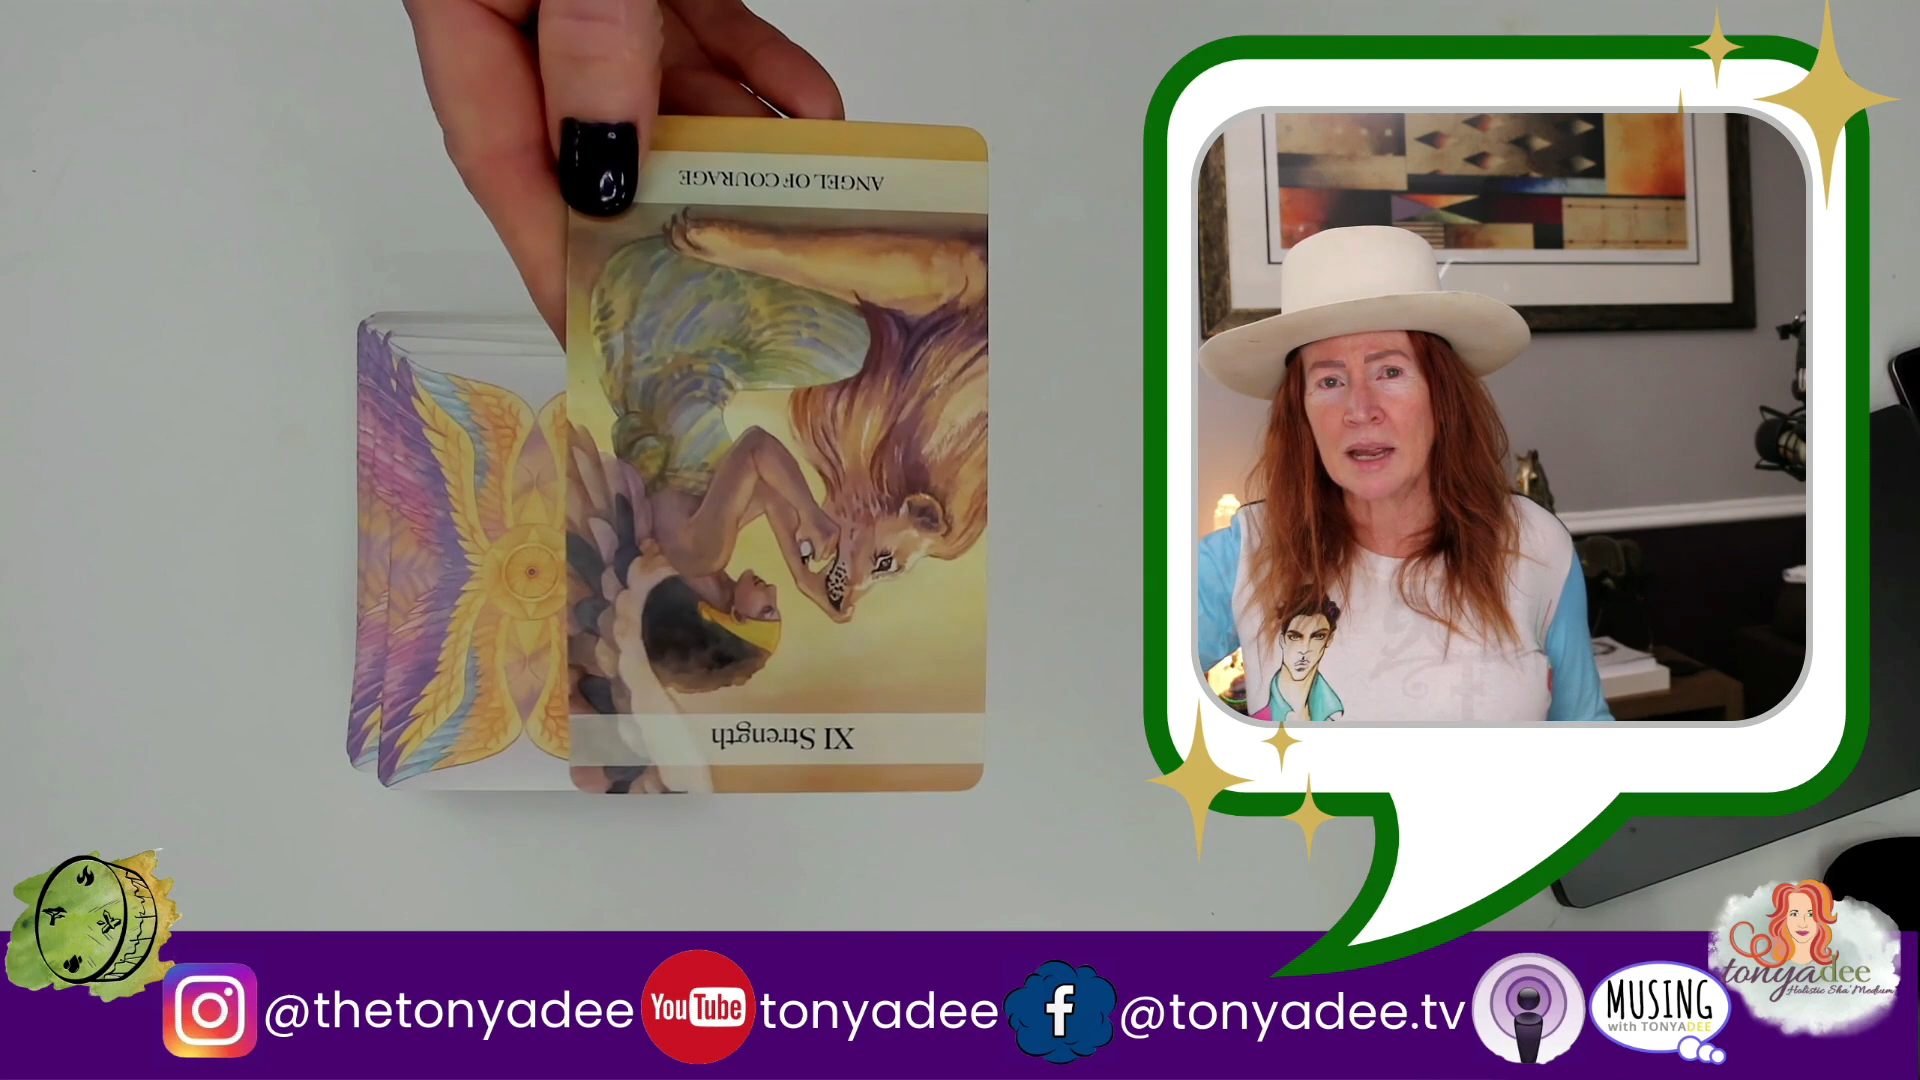 ANGEL OF COURAGE
XI Strength
@thetonyadee
YouTube
tonyadee
@tonyadee.tv
MUSING
with TONYADEE
tonyadee
Holistic Sha'Medium